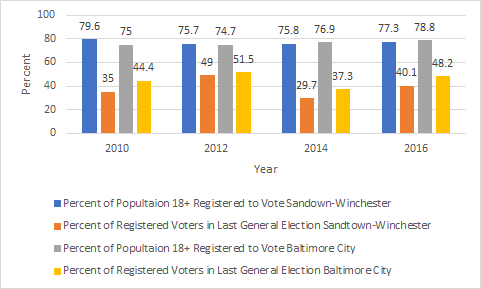 100
80
60
40
20
0
Percent
79.6 35 75 44.4
75.7 49 74.7 51.5
75.8 29.7 76.9 37.3
77.3 40.1 78.8 48.2
2010 2012 2014 2016
Year
Percent of Popultaion 18+ Registered to Vote Sandown-Winchester
Percent of Registered Voters in Last General Election Sandtown-Winchester
Percent of Popultaion 18+ Registered to Vote Baltimore City
Percent of Registered Voters in Last General Election Baltimore City